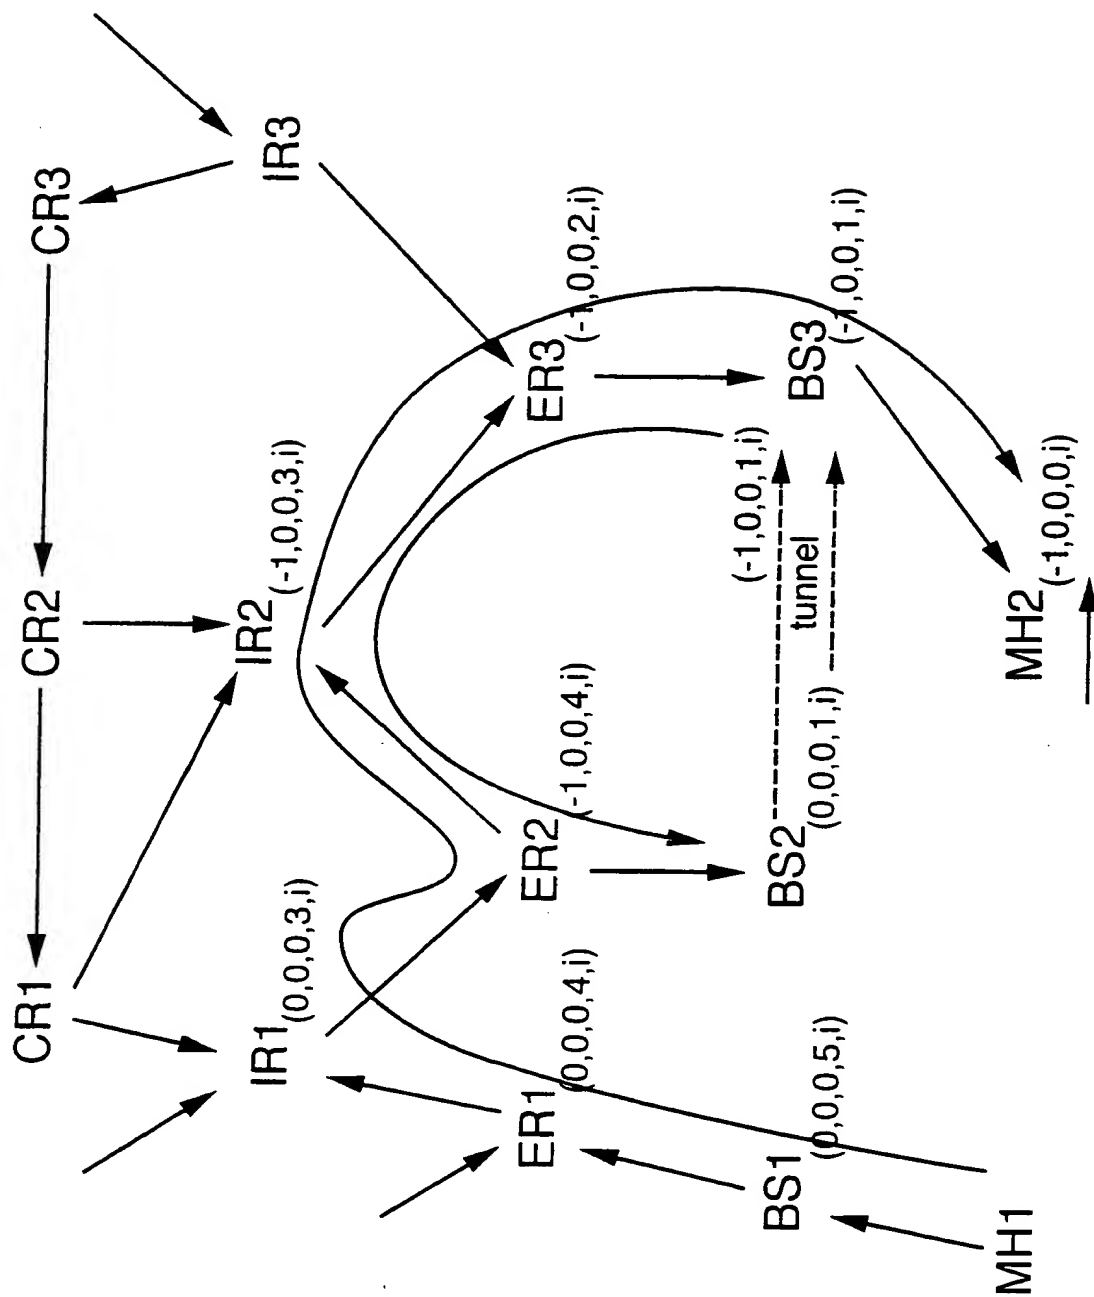 CR1
CR2
CR3
IR1 (0,0,0,3,i)
IR2 (-1,0,0,3,i)
IR3
ER1 (0,0,0,4,i)
ER2 (-1,0,0,4,i)
ER3 (-1,0,0,2,i)
BS1 (0,0,0,5,i)
BS2 (0,0,0,1,i)
(-1,0,0,1,i)
tunnel
BS3 (-1,0,0,1,i)
MH1
MH2 (-1,0,0,0,i)